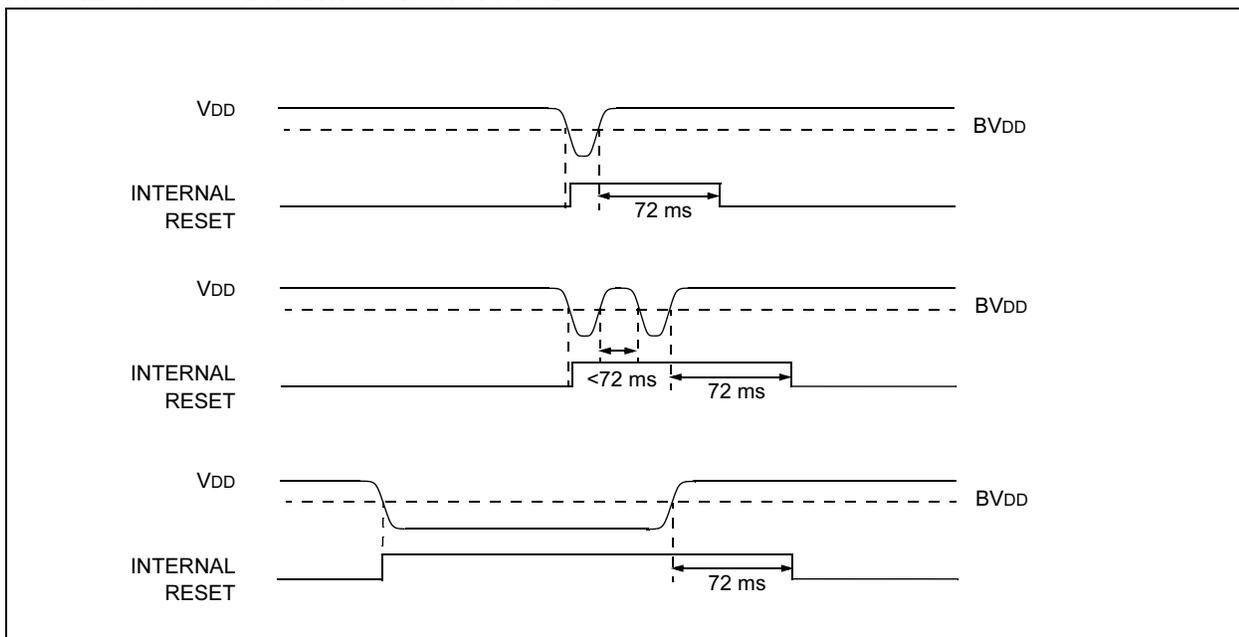 VDD
BVDD
INTERNAL
RESET
72 ms
VDD
BVDD
INTERNAL
RESET
<72 ms
72 ms
VDD
BVDD
INTERNAL
RESET
72 ms